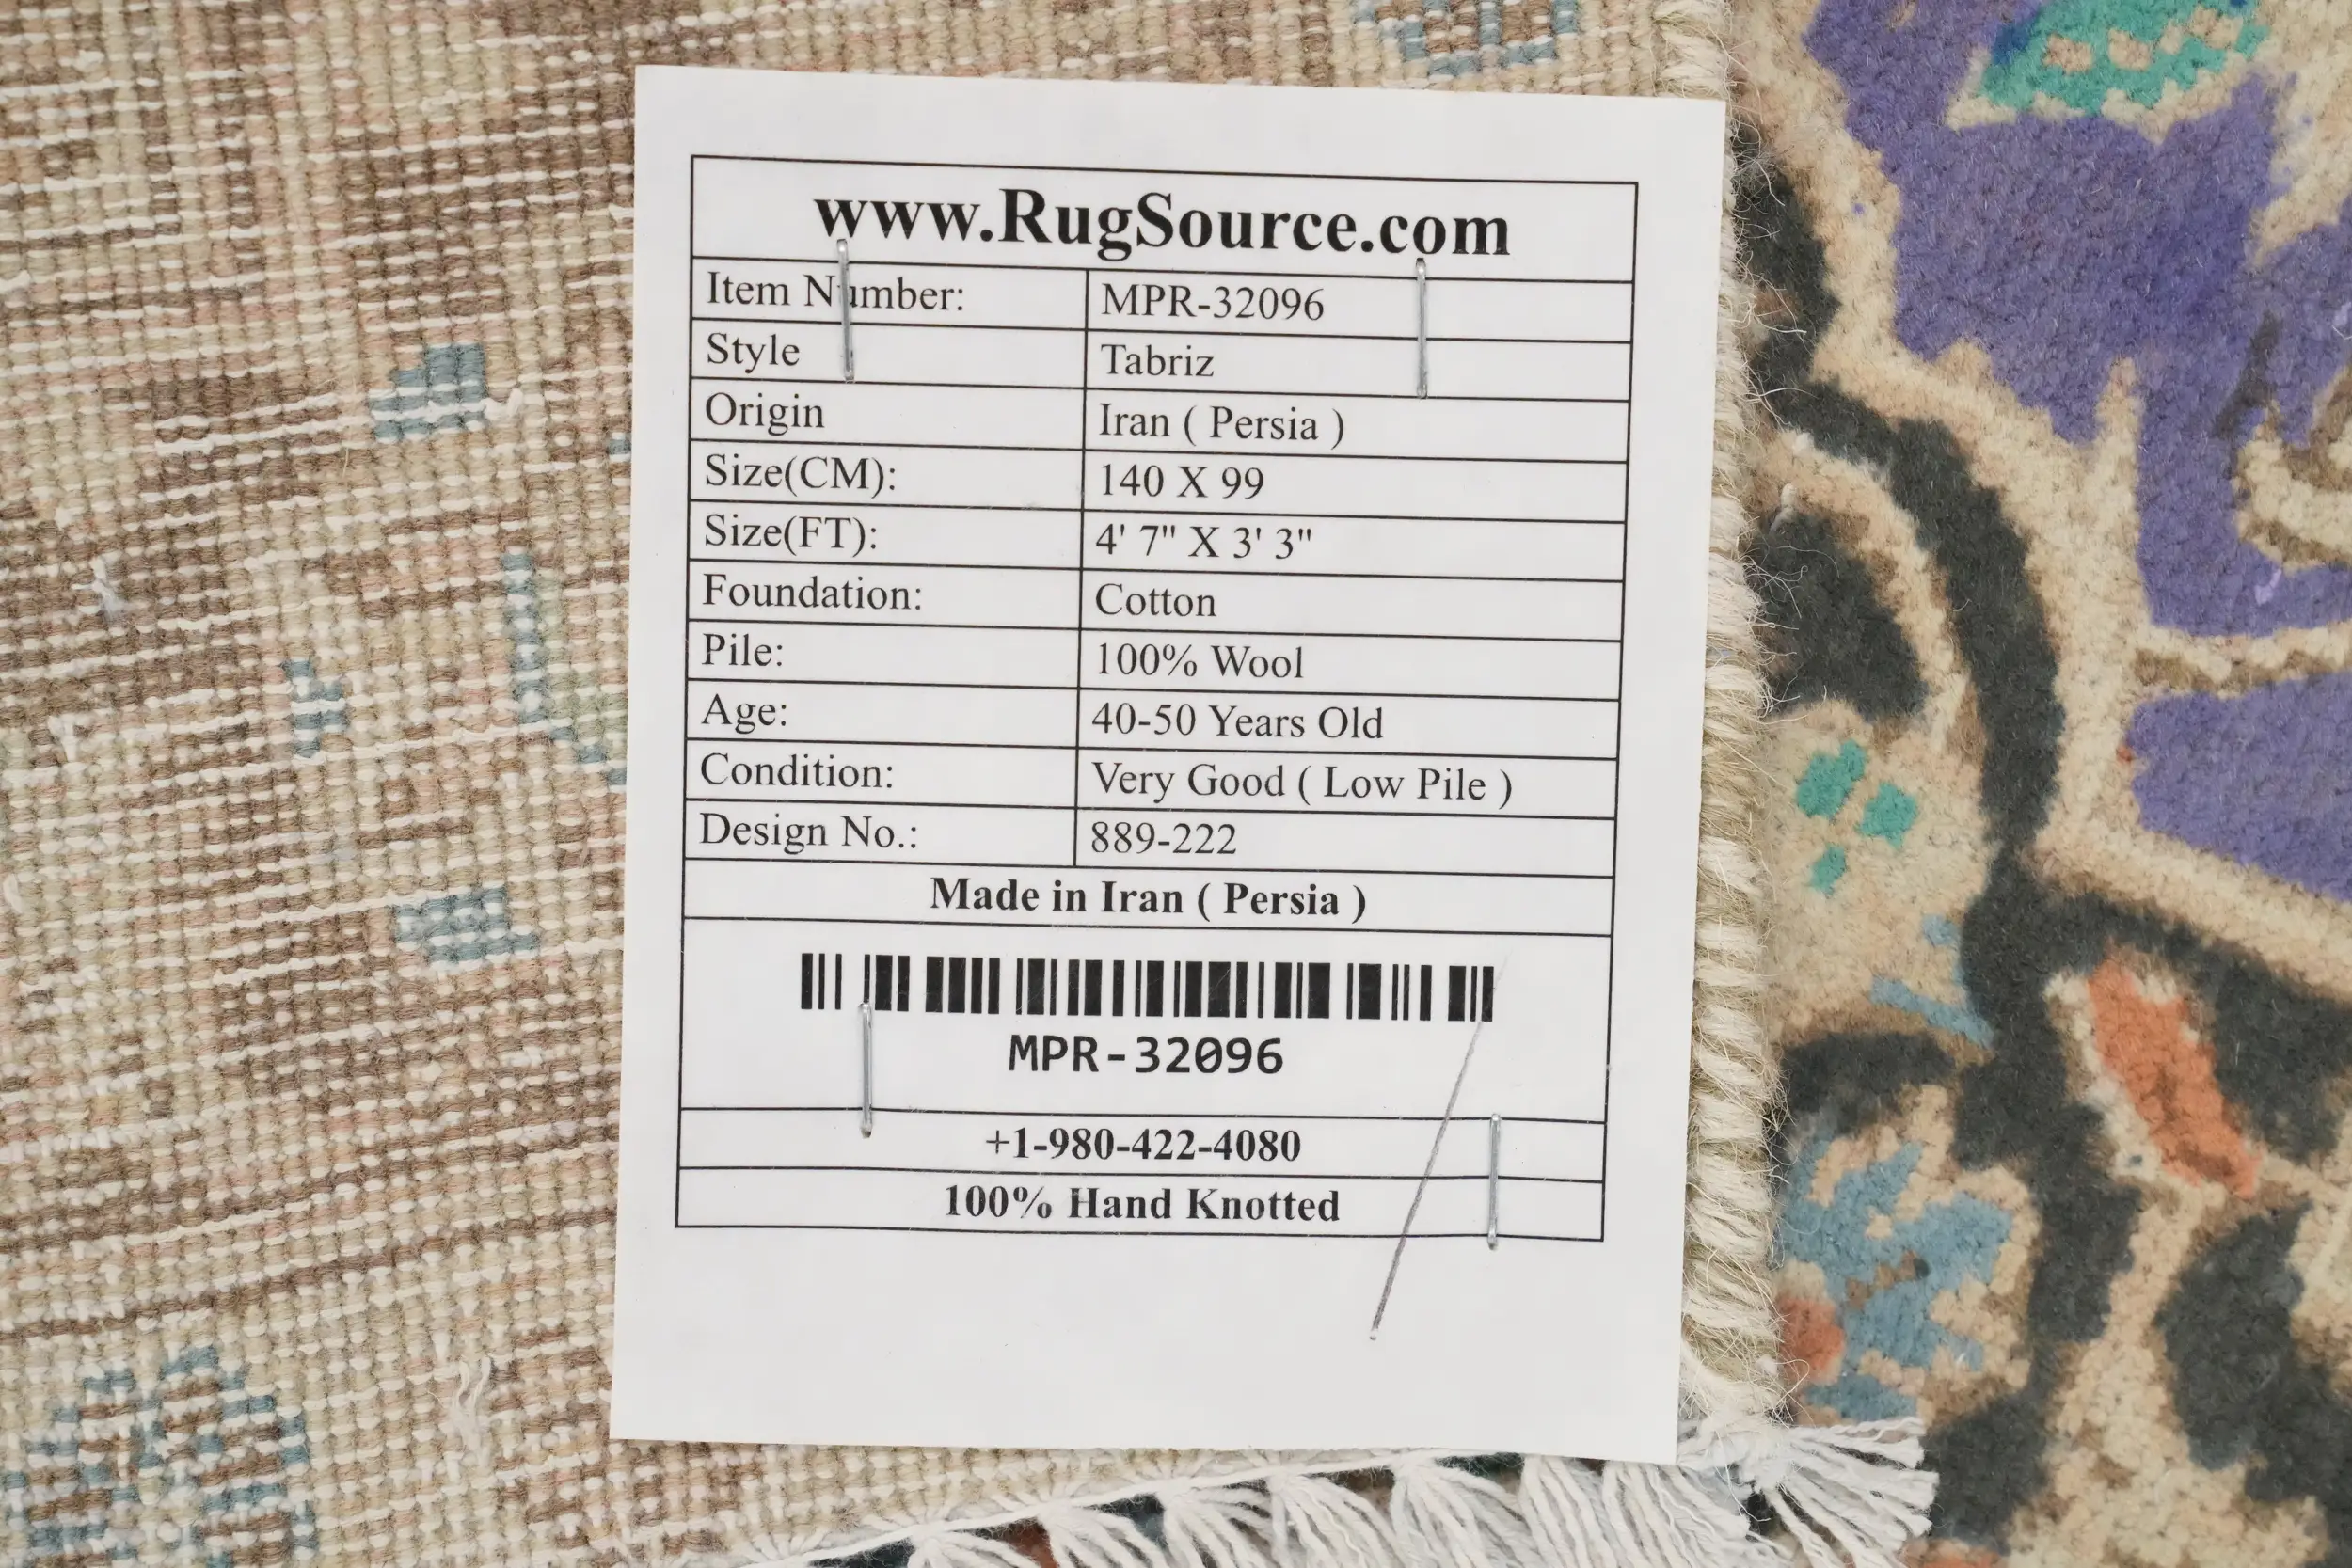 www.RugSource.com
Item Number: MPR-32096
Style Tabriz
Origin Iran ( Persia )
Size(CM): 140 X 99
Size(FT): 4' 7" X 3' 3"
Foundation: Cotton
Pile: 100% Wool
Age: 40-50 Years Old
Condition: Very Good ( Low Pile )
Design No.: 889-222
Made in Iran ( Persia )
MPR-32096
+1-980-422-4080
100% Hand Knotted